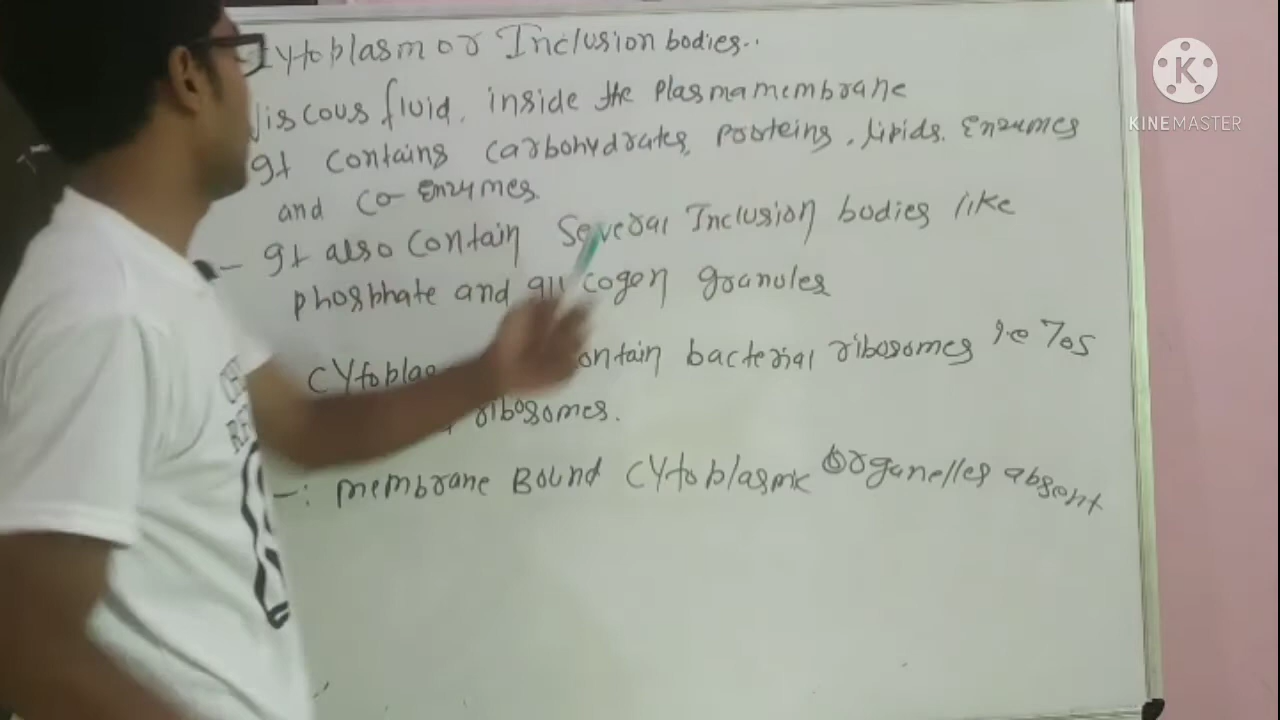 Cytoplasm or Inclusion bodies..
Viscous fluid, inside the Plasmamembrane
It contains carbohydrates, Proteins, lipids. Enzymes
and co-Enzymes.
- It also contain Several Inclusion bodies like
phosphate and glycogen granules
contain bacterial ribosomes i.e 70s
ribosomes.
-: membrane Bound Cytoplasmic Organelles absent
K
KINEMASTER